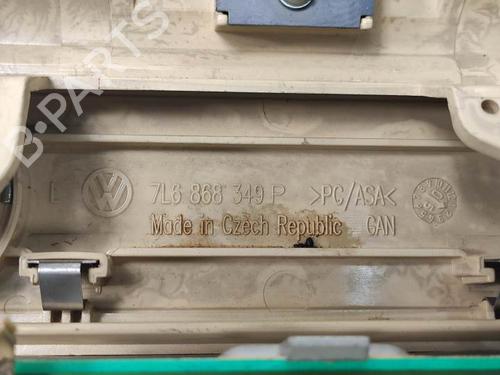 B-PARTS
E 7L6 868 349 P >PC/ASA<
Made in Czech Republic GAN